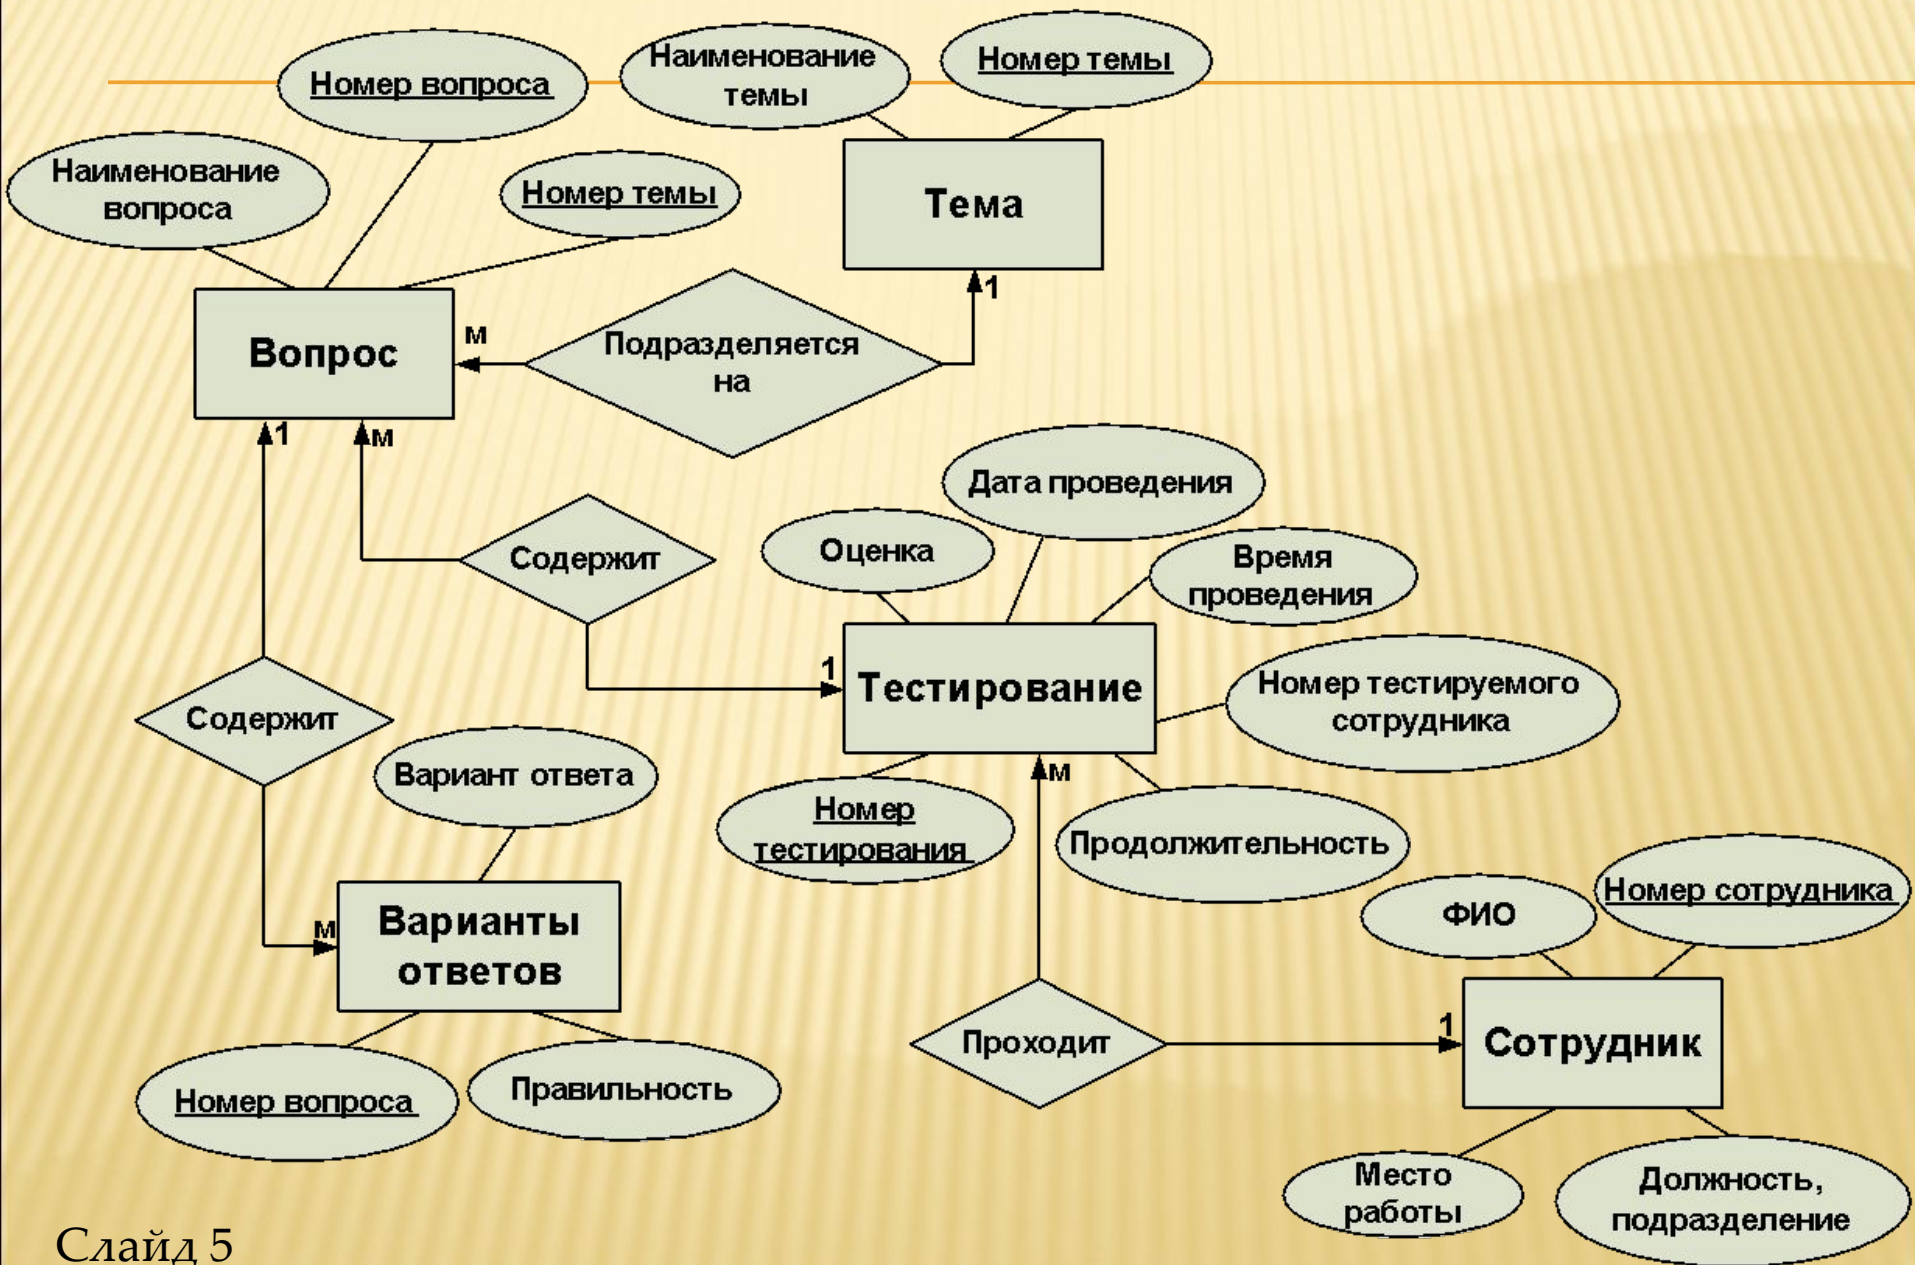 Номер вопроса
Наименование
темы
Номер темы
Наименование
вопроса
Номер темы
Тема
Вопрос
м
Подразделяется
на
1
1
м
Содержит
Дата проведения
Оценка
Время
проведения
1
Тестирование
Номер тестируемого
сотрудника
Содержит
Вариант ответа
м
Номер
тестирования
Продолжительность
ФИО
Номер сотрудника
м
Варианты
ответов
Проходит
1
Сотрудник
Номер вопроса
Правильность
Место
работы
Должность,
подразделение
Слайд 5